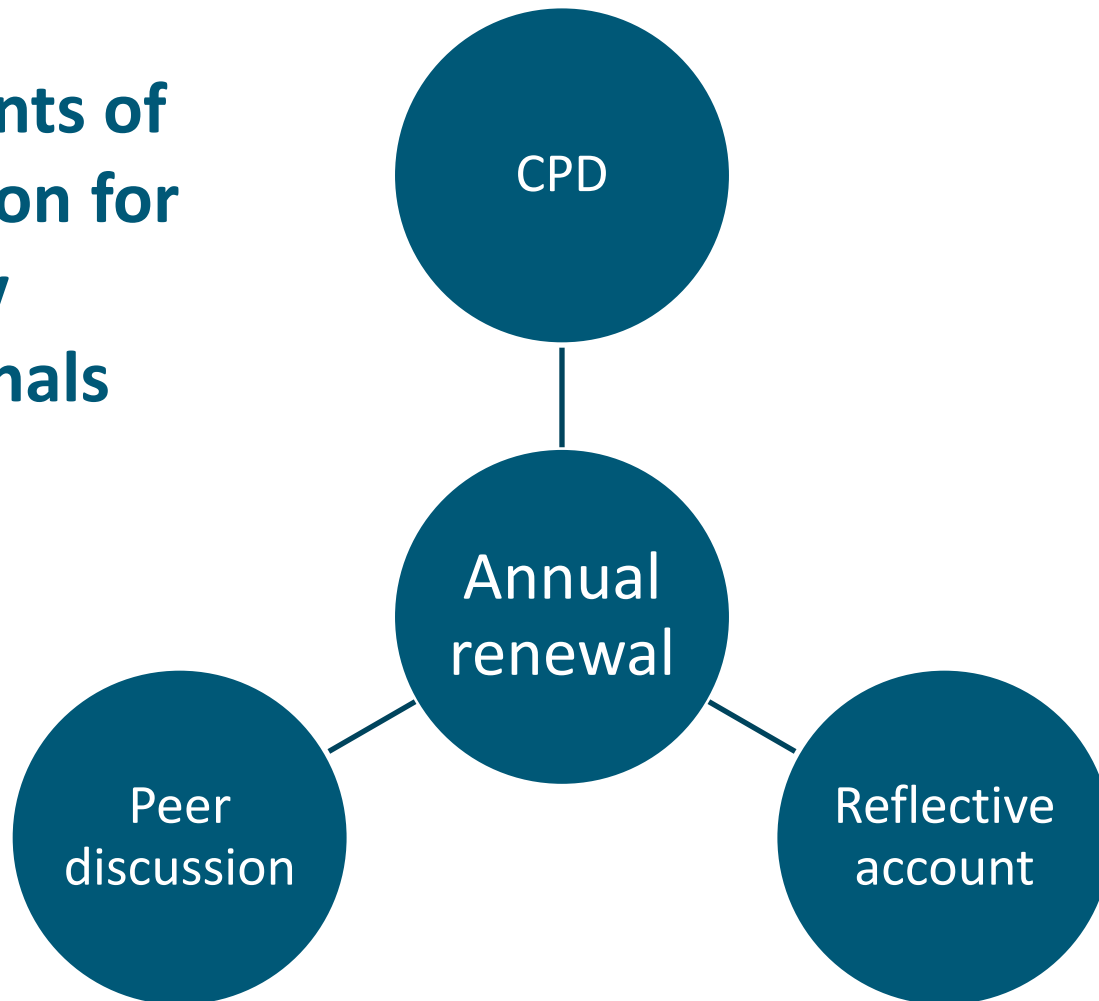 nts of
on for
y
nals
CPD
Annual
renewal
Peer
discussion
Reflective
account